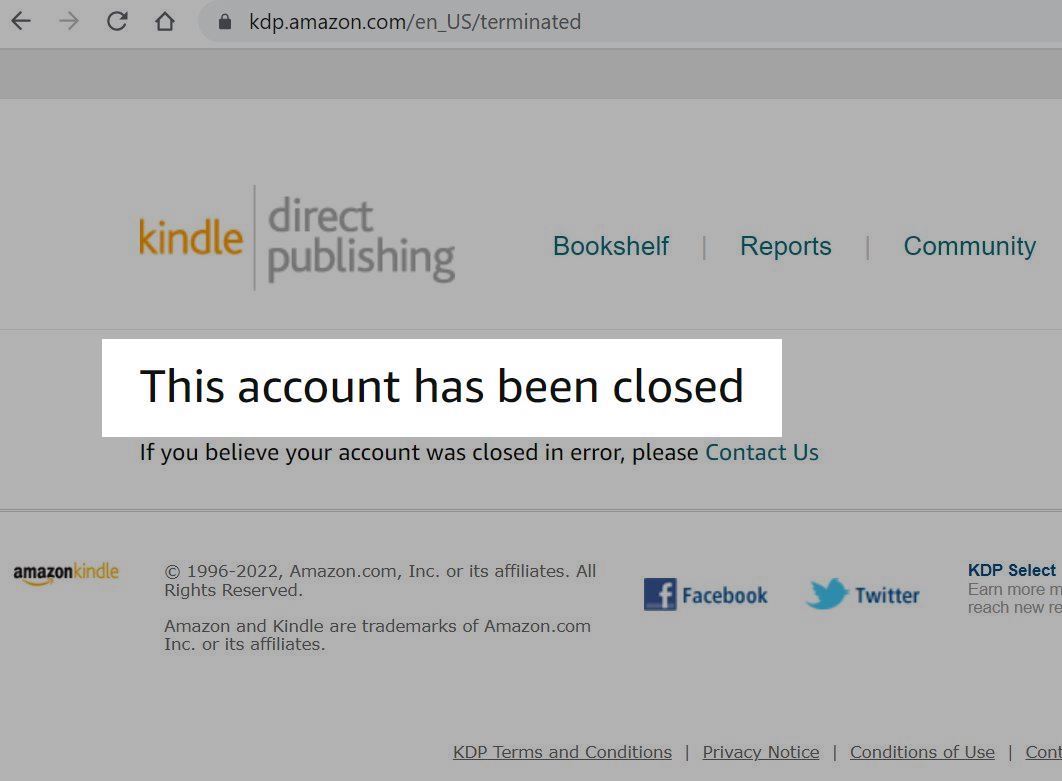 kdp.amazon.com/en_US/terminated
kindle direct publishing
Bookshelf | Reports | Community
This account has been closed
If you believe your account was closed in error, please Contact Us
amazonkindle
© 1996-2022, Amazon.com, Inc. or its affiliates. All
Rights Reserved.
Amazon and Kindle are trademarks of Amazon.com
Inc. or its affiliates.
Facebook
Twitter
KDP Select
Earn more m
reach new re
KDP Terms and Conditions | Privacy Notice | Conditions of Use | Cont